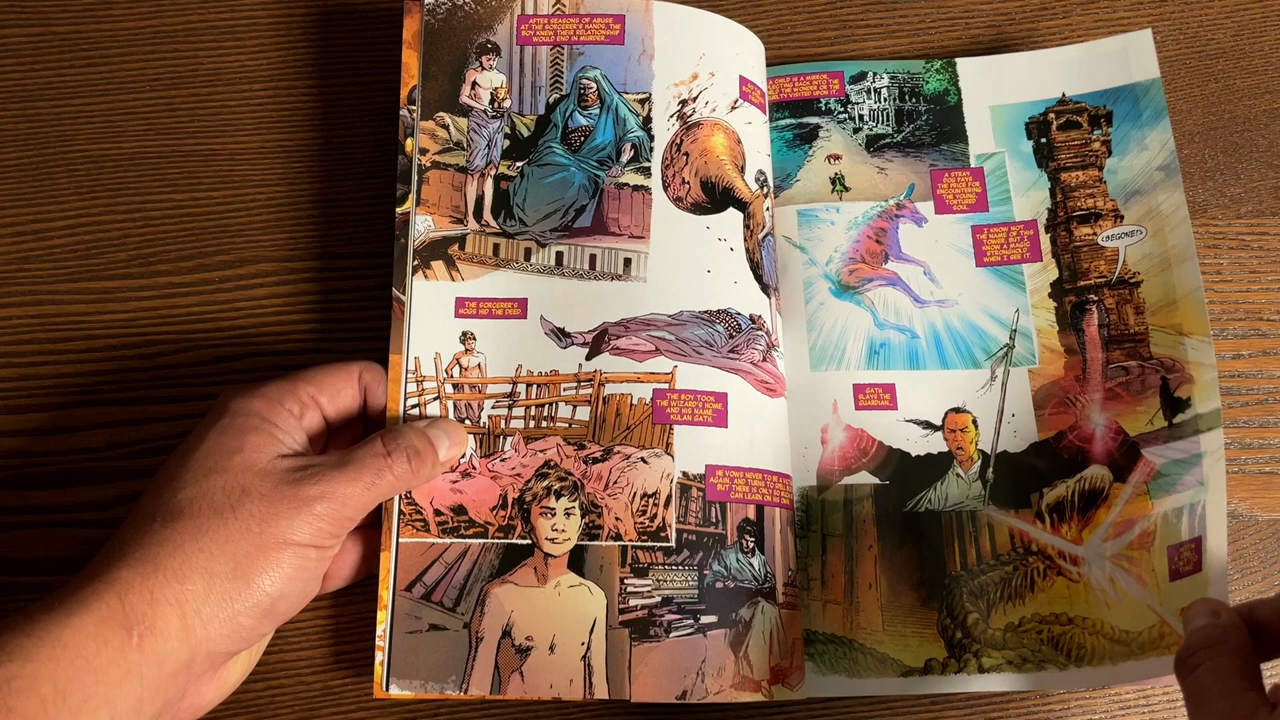 AFTER SEASONS OF ABUSE
AT THE SORCERER'S HANDS, THE
BOY KNEW THEIR RELATIONSHIP
WOULD END IN MURDER...
THE SORCERER'S
HOGS HID THE DEED.
THE BOY TOOK
THE WIZARD'S HOME,
AND HIS NAME...
KULAN GATH.
HE VOWS NEVER TO BE A
AGAIN, AND TURNS TO SPELL
BUT THERE IS ONLY SO MUCH
CAN LEARN ON HIS OWN.
A CHILD IS A MIRROR,
BACK INTO THE
THE WONDER OR THE
VISITED UPON IT.
A STRAY
DOG PAYS
THE PRICE FOR
ENCOUNTERING
THE YOUNG,
TORTURED
SOUL.
I KNOW NOT
THE NAME OF THIS
TOWER, BUT I
KNOW A MAGIC
STRONGHOLD
WHEN I SEE IT.
<BEGONE!>
GATH
SLAYS THE
GUARDIAN...